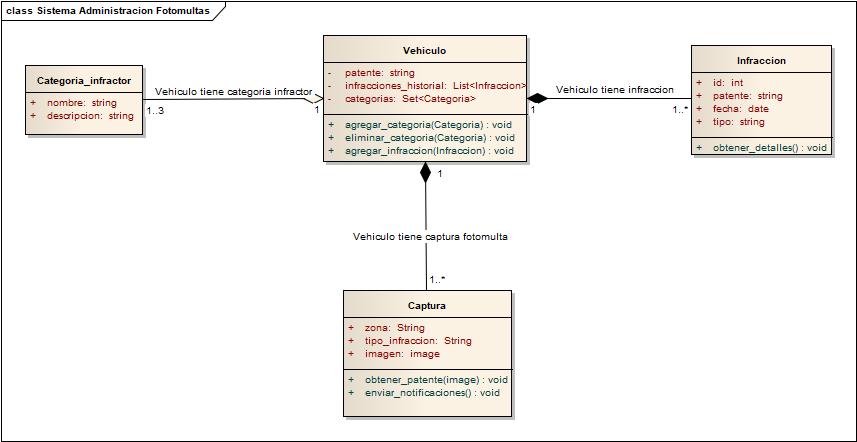 class Sistema Administracion Fotomultas
Categoria_infractor
+ nombre: string
+ descripcion: string
1..3
Vehiculo tiene categoria infractor
1
Vehiculo
- patente: string
- infracciones_historial: List<Infraccion>
- categorias: Set<Categoria>
+ agregar_categoria(Categoria) : void
+ eliminar_categoria(Categoria) : void
+ agregar_infraccion(Infraccion) : void
1
Vehiculo tiene infraccion
1..*
Infraccion
+ id: int
+ patente: string
+ fecha: date
+ tipo: string
+ obtener_detalles() : void
1
Vehiculo tiene captura fotomulta
1..*
Captura
+ zona: String
+ tipo_infraccion: String
+ imagen: image
+ obtener_patente(image) : void
+ enviar_notificaciones() : void